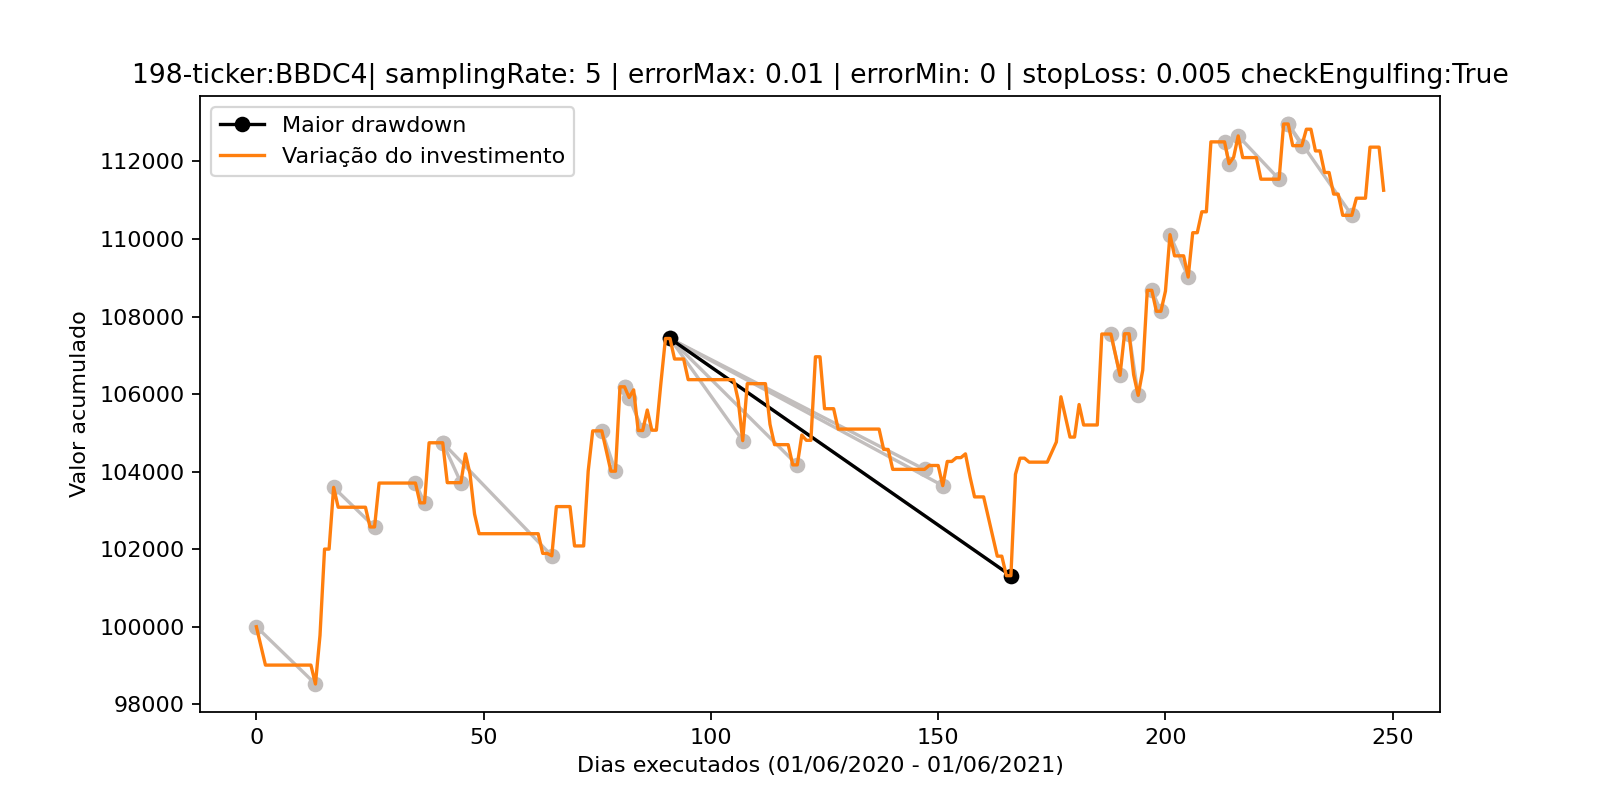 198-ticker:BBDC4| samplingRate: 5 | errorMax: 0.01 | errorMin: 0 | stopLoss: 0.005 checkEngulfing:True
Maior drawdown
Variação do investimento
Valor acumulado
112000
110000
108000
106000
104000
102000
100000
98000
0 50 100 150 200 250
Dias executados (01/06/2020 - 01/06/2021)